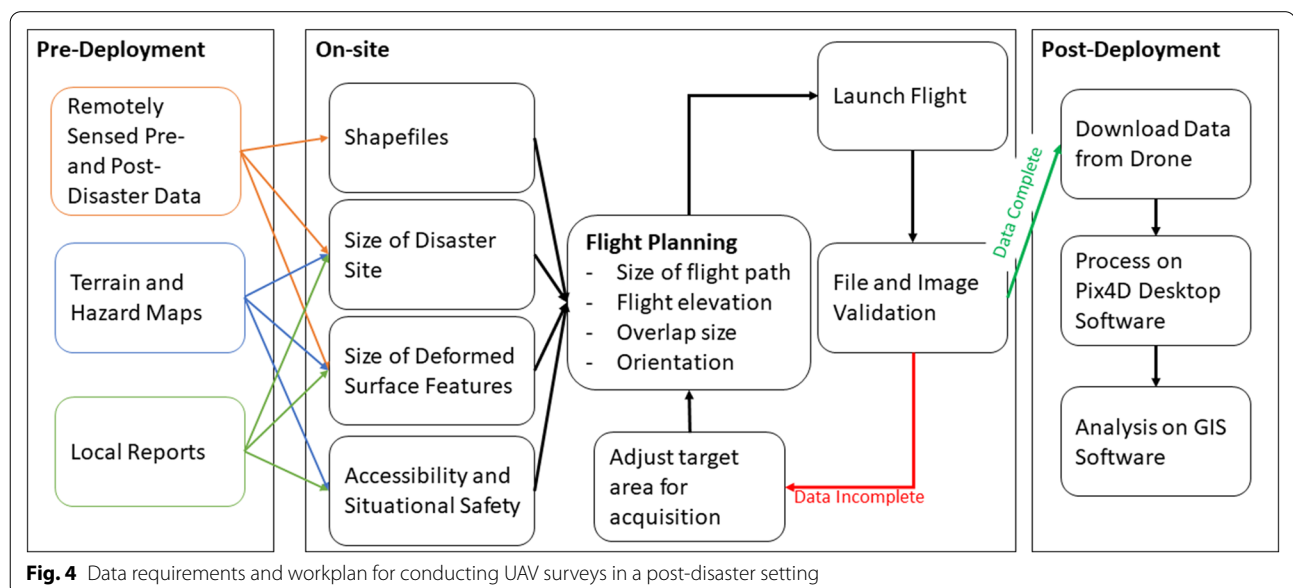 Pre-Deployment
Remotely
Sensed Pre-
and Post-
Disaster Data
Terrain and
Hazard Maps
Local Reports
On-site
Shapefiles
Size of Disaster
Site
Size of Deformed
Surface Features
Accessibility and
Situational Safety
Flight Planning
- Size of flight path
- Flight elevation
- Overlap size
- Orientation
Adjust target
area for
acquisition
Launch Flight
File and Image
Validation
Data Incomplete
Data Complete
Post-Deployment
Download Data
from Drone
Process on
Pix4D Desktop
Software
Analysis on GIS
Software
Fig. 4 Data requirements and workplan for conducting UAV surveys in a post-disaster setting